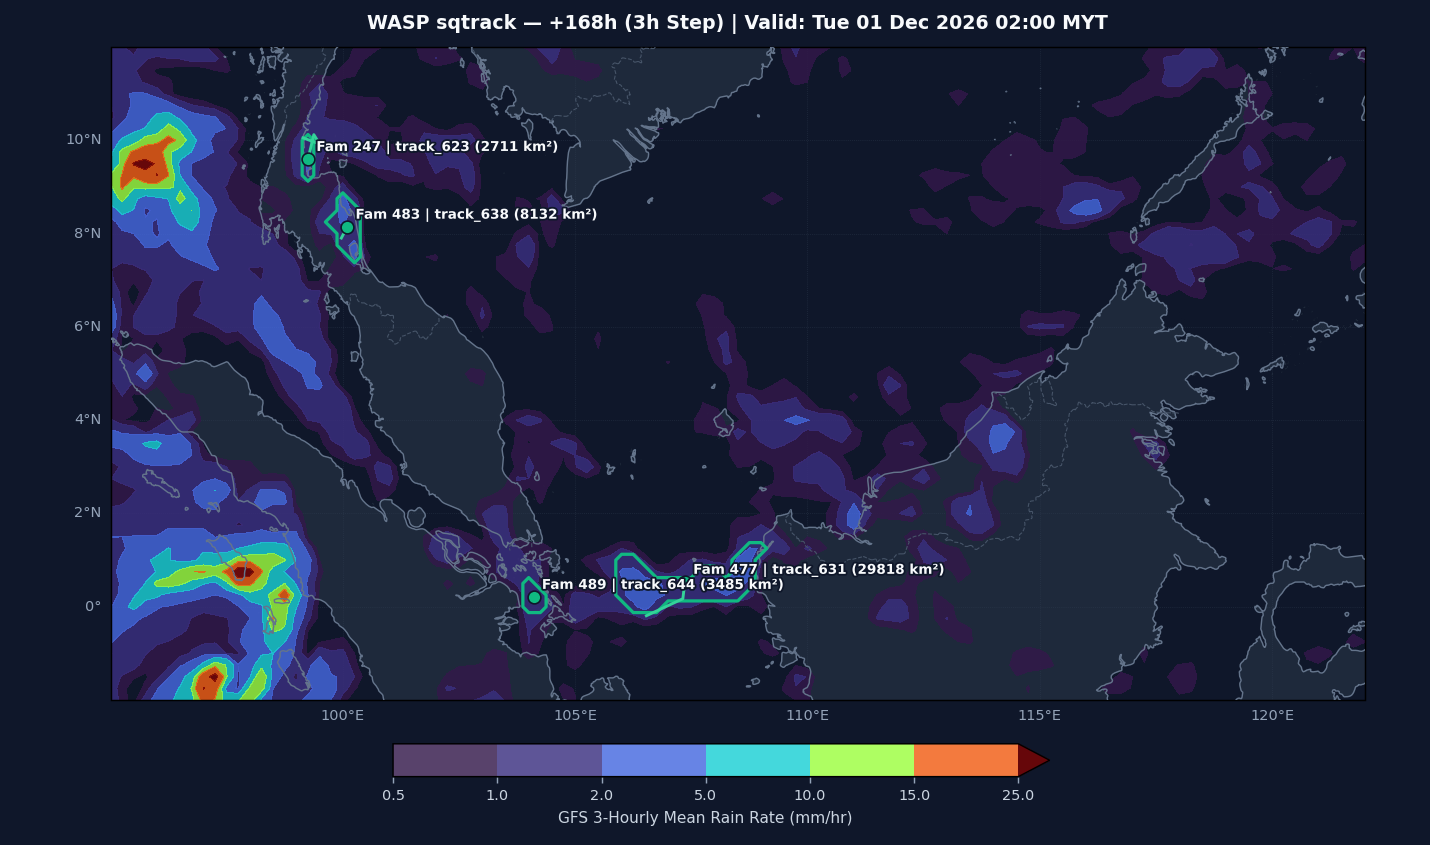 WASP sqtrack — +168h (3h Step) | Valid: Tue 01 Dec 2026 02:00 MYT
10°N
8°N
6°N
4°N
2°N
0°
Fam 247 | track_623 (2711 km²)
Fam 483 | track_638 (8132 km²)
Fam 477 | track_631 (29818 km²)
Fam 489 | track_644 (3485 km²)
100°E 105°E 110°E 115°E 120°E
0.5 1.0 2.0 5.0 10.0 15.0 25.0
GFS 3-Hourly Mean Rain Rate (mm/hr)